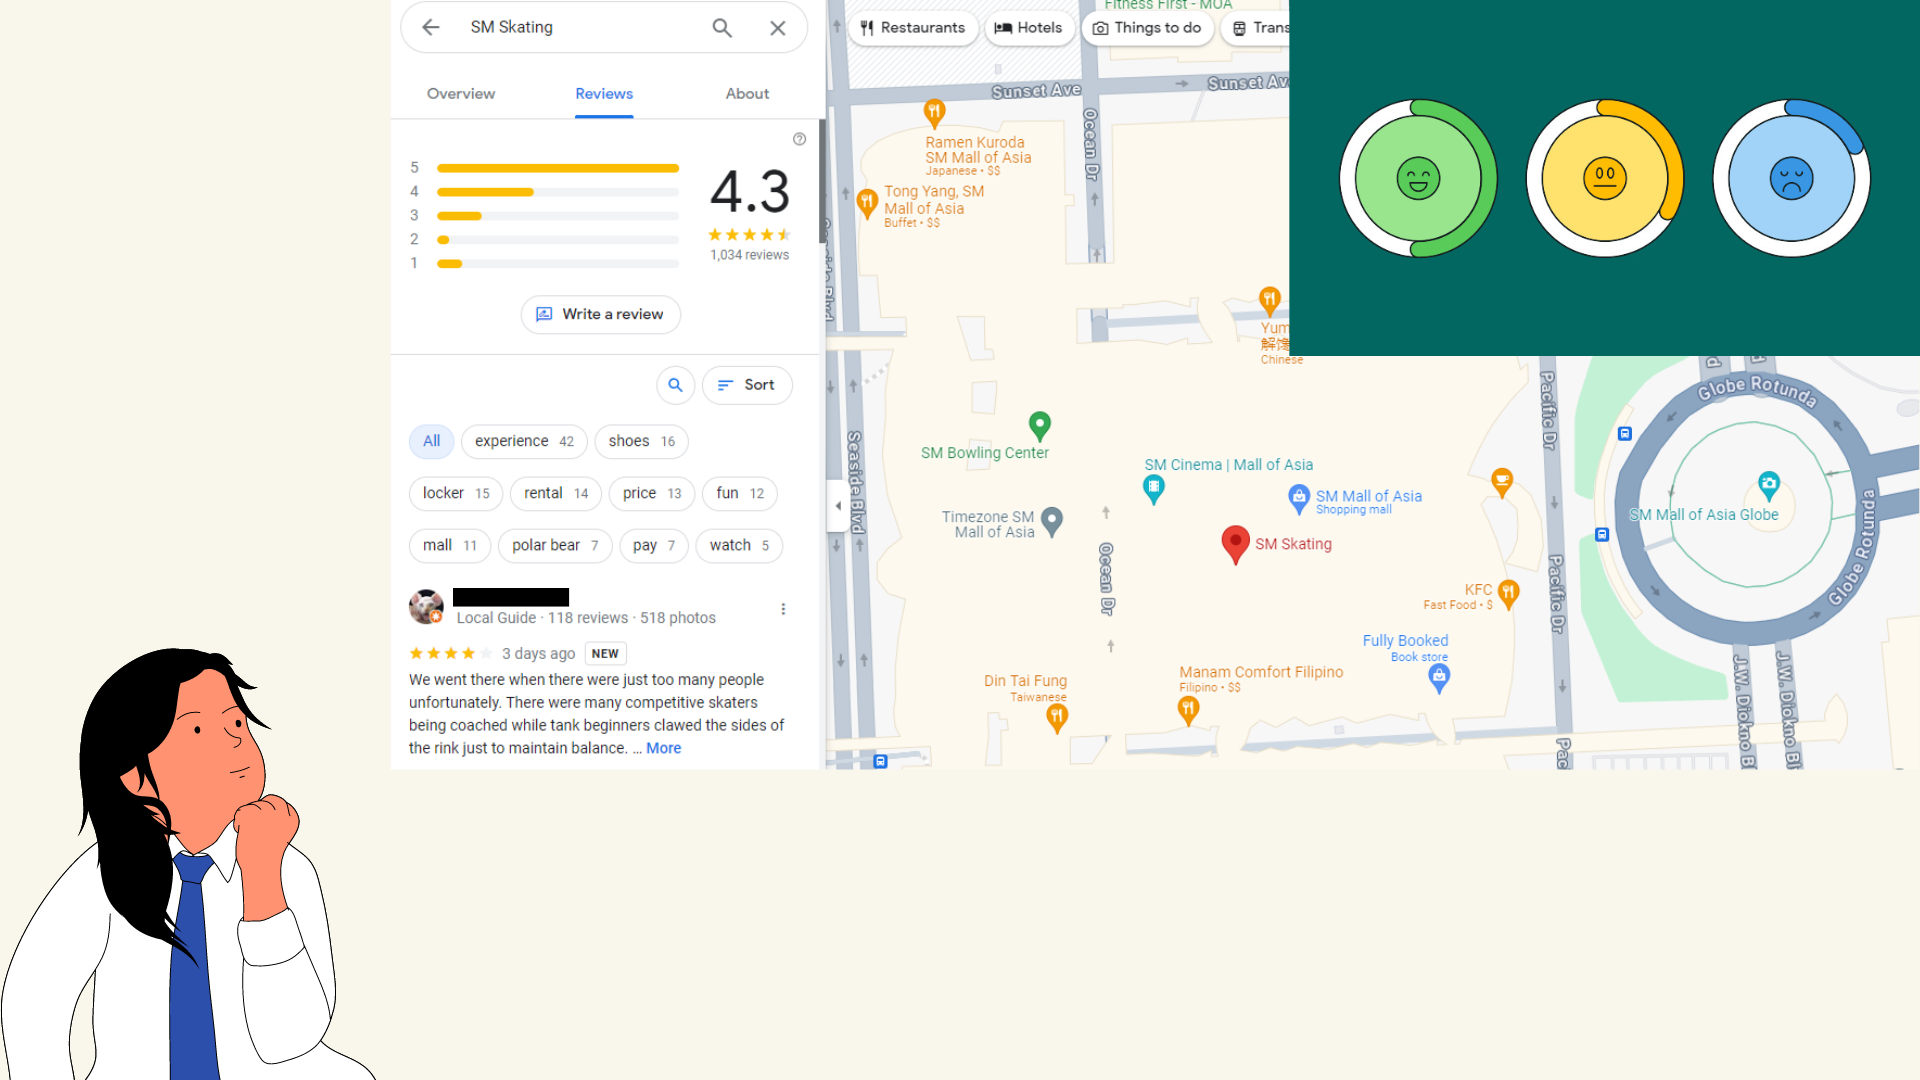 SM Skating
Overview
Reviews
About
5
4
3
2
1
4.3
1,034 reviews
Write a review
Sort
All
experience 42
shoes 16
locker 15
rental 14
price 13
fun 12
mall 11
polar bear 7
pay 7
watch 5
Local Guide · 118 reviews · 518 photos
3 days ago NEW
We went there when there were just too many people
unfortunately. There were many competitive skaters
being coached while tank beginners clawed the sides of
the rink just to maintain balance. ... More
Fitness First - MOA
Restaurants
Hotels
Things to do
Trans
Sunset Ave
Sunset Av
Ocean Dr
Ramen Kuroda
SM Mall of Asia
Japanese • $$
Tong Yang, SM
Mall of Asia
Buffet • $$
Yum
解馋
Chinese
SM Bowling Center
SM Cinema | Mall of Asia
SM Mall of Asia
Shopping mall
Timezone SM
Mall of Asia
SM Skating
Seaside Blvd
Ocean Dr
Pacific Dr
Pacific Dr
Pac
KFC
Fast Food • $
Fully Booked
Book store
Manam Comfort Filipino
Filipino • $$
Din Tai Fung
Taiwanese
Globe Rotunda
Globe Rotunda
SM Mall of Asia Globe
J.W. Diokno B
J.W. Diokno Bl